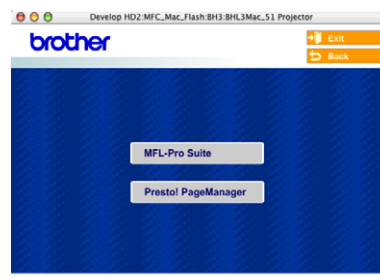 Develop HD2:MFC_Mac_Flash:BH3:BHL3Mac_51 Projector
brother
Exit
Back
MFL-Pro Suite
Presto! PageManager